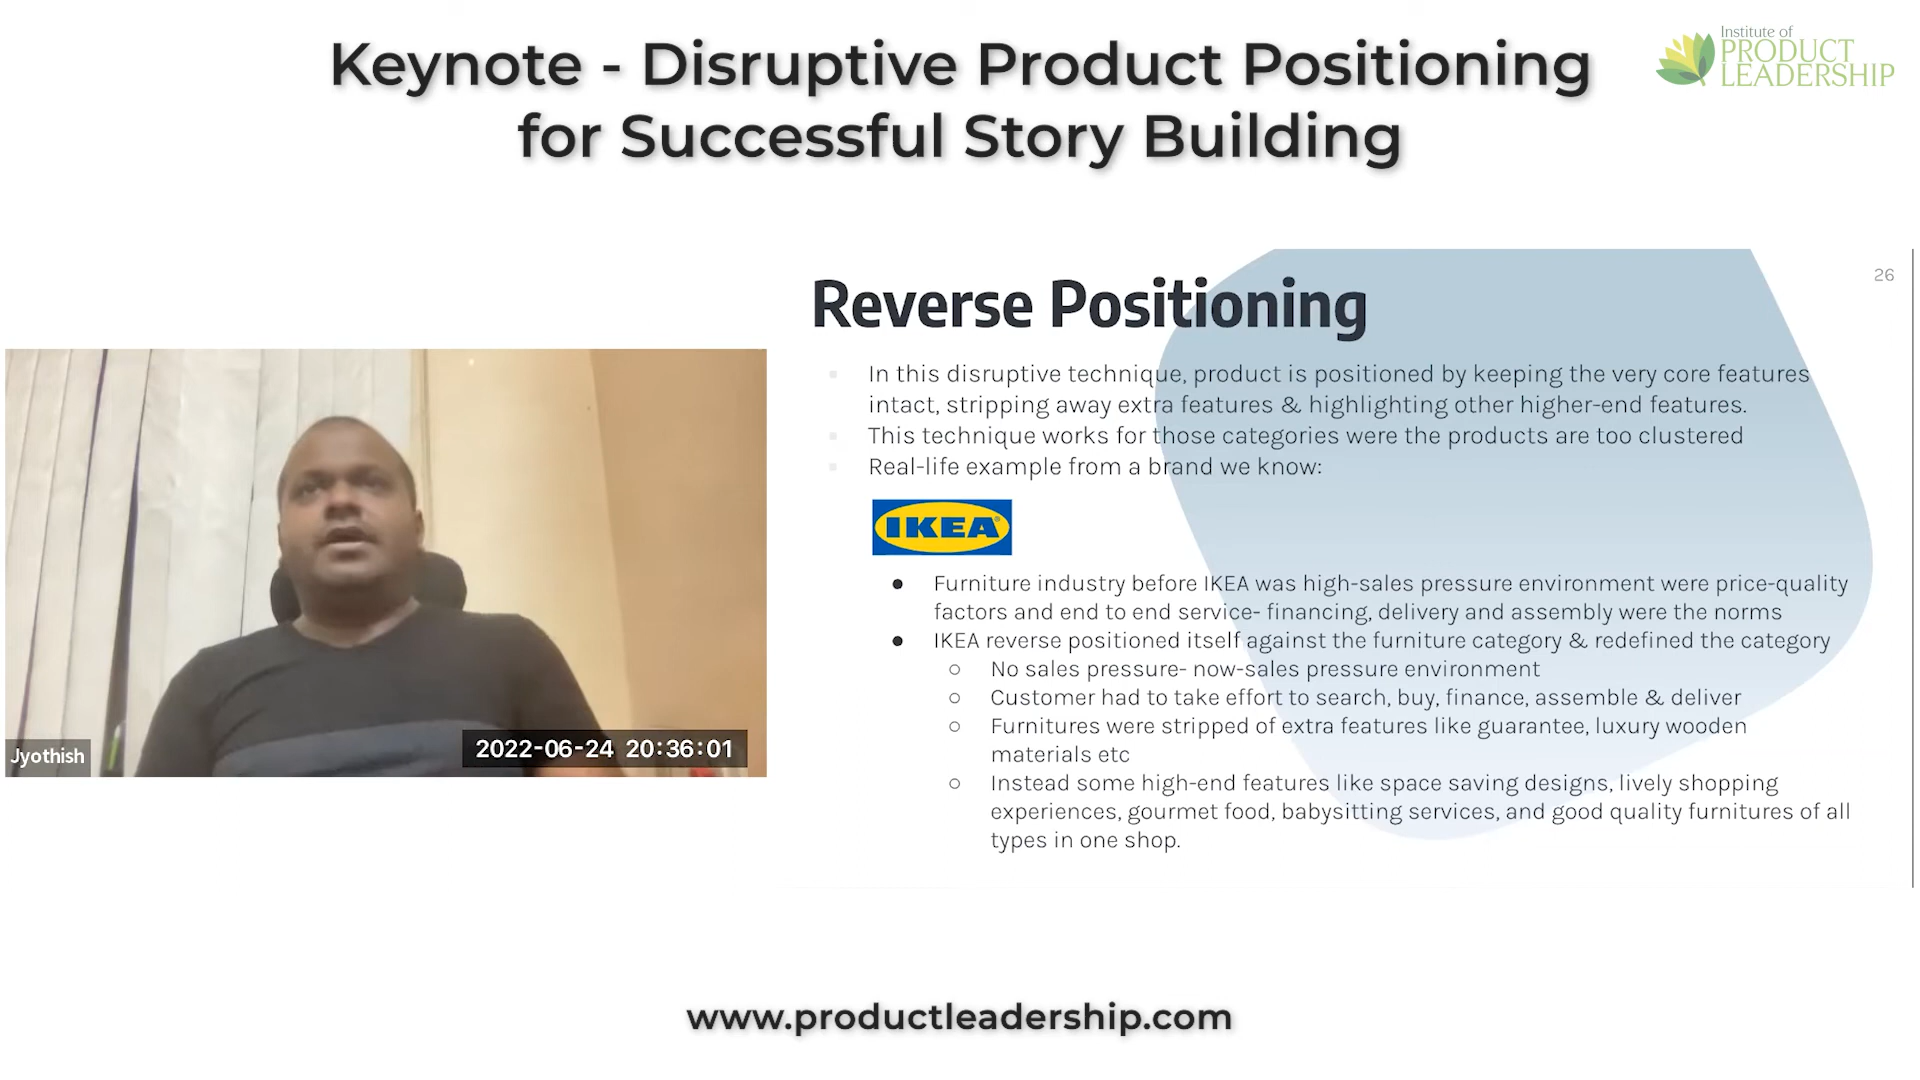 Keynote - Disruptive Product Positioning
for Successful Story Building
Institute of
PRODUCT
LEADERSHIP
26
Reverse Positioning
In this disruptive technique, product is positioned by keeping the very core features
intact, stripping away extra features & highlighting other higher-end features.
This technique works for those categories were the products are too clustered
Real-life example from a brand we know:
IKEA®
Furniture industry before IKEA was high-sales pressure environment were price-quality
factors and end to end service- financing, delivery and assembly were the norms
IKEA reverse positioned itself against the furniture category & redefined the category
No sales pressure- now-sales pressure environment
Customer had to take effort to search, buy, finance, assemble & deliver
Furnitures were stripped of extra features like guarantee, luxury wooden
materials etc
Instead some high-end features like space saving designs, lively shopping
experiences, gourmet food, babysitting services, and good quality furnitures of all
types in one shop.
Jyothish
2022-06-24 20:36:01
www.productleadership.com